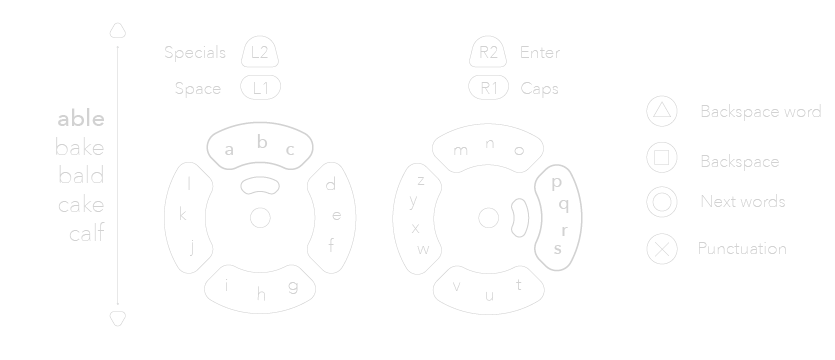 Specials L2
Space L1
R2 Enter
R1 Caps
able
bake
bald
cake
calf
a b c
d e f
g h i
j k l
m n o
p q r s
t u v
w x y z
Backspace word
Backspace
Next words
Punctuation